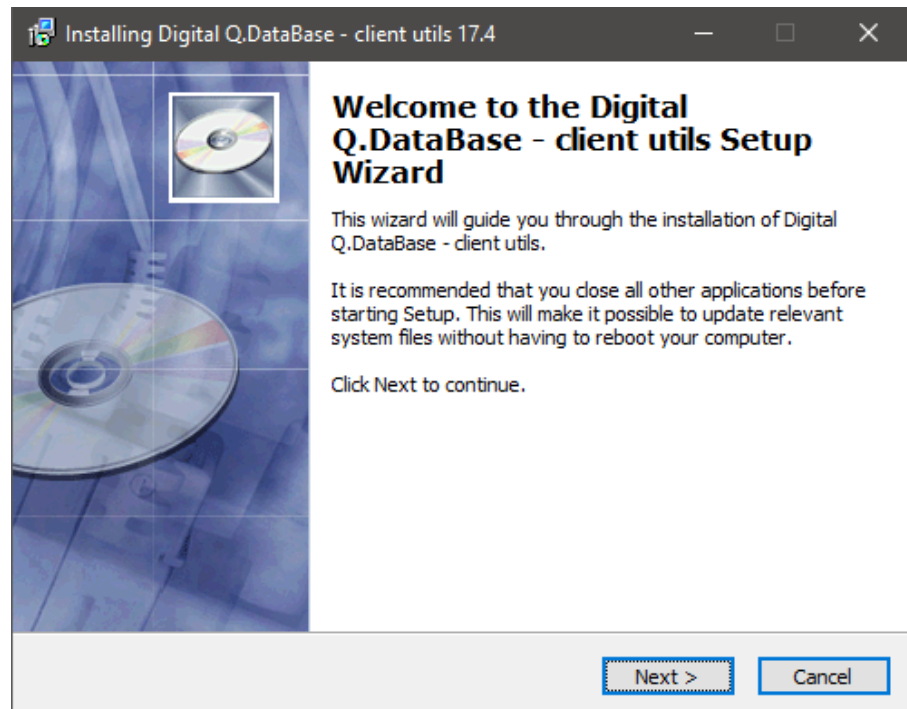 Installing Digital Q.DataBase - client utils 17.4
Welcome to the Digital
Q.DataBase - client utils Setup
Wizard
This wizard will guide you through the installation of Digital
Q.DataBase - client utils.
It is recommended that you close all other applications before
starting Setup. This will make it possible to update relevant
system files without having to reboot your computer.
Click Next to continue.
Next >
Cancel